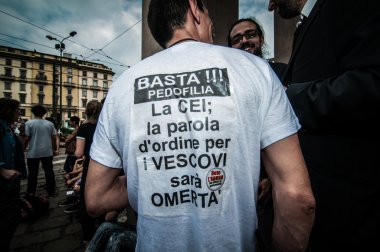 BASTA !!!
PEDOFILIA
La CEI;
la parola
d'ordine per
i VESCOVI
sarà
OMERTA'